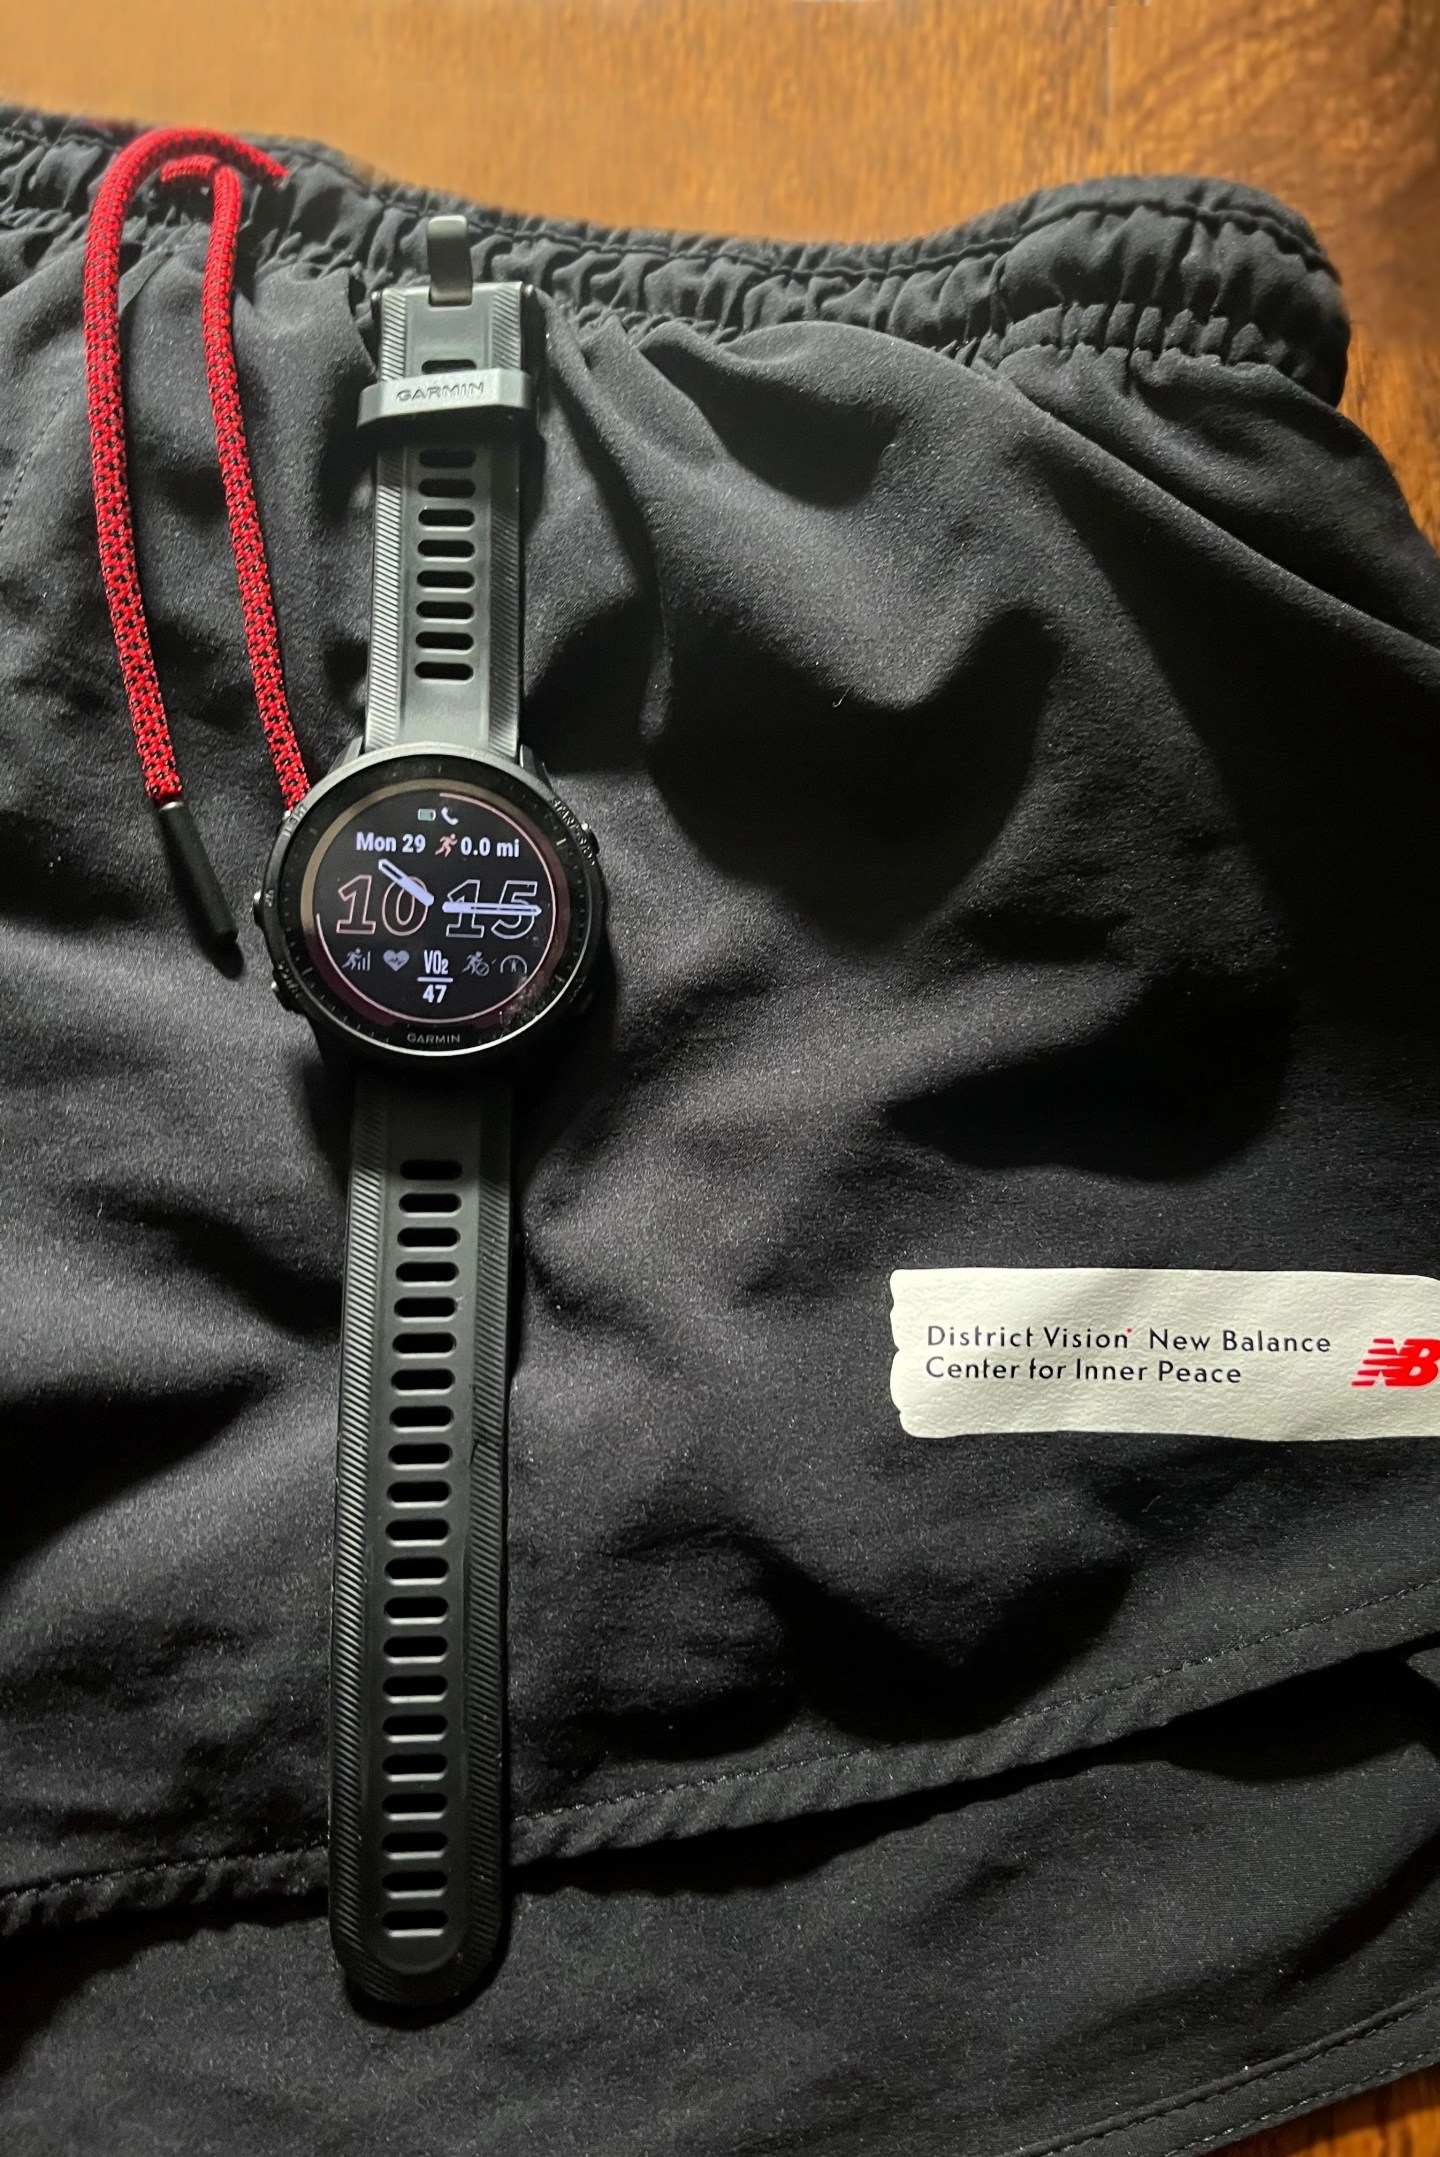 GARMIN
Mon 29 0.0 mi
10 15
VO2
47
GARMIN
District Vision New Balance
Center for Inner Peace
NB